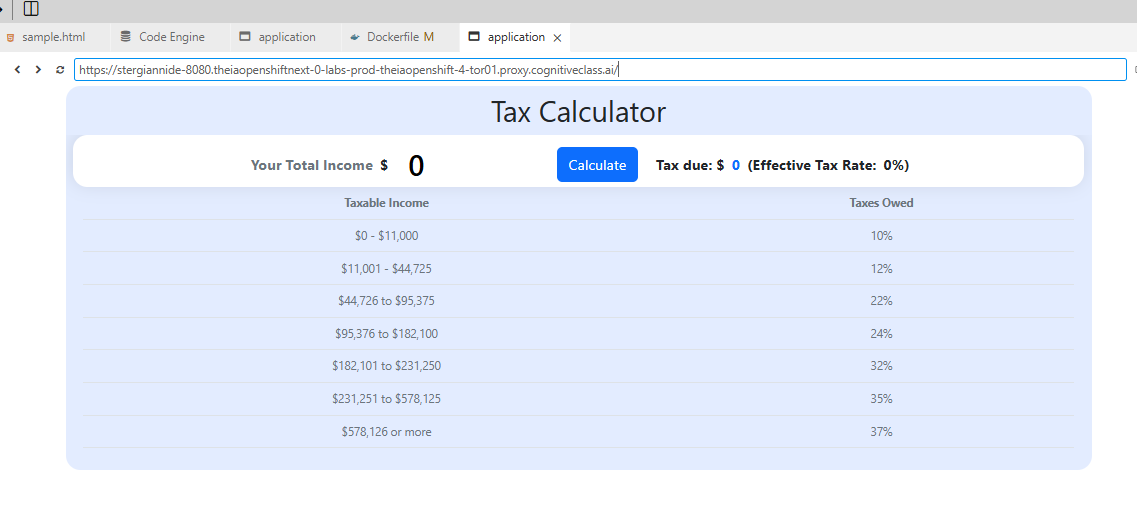 sample.html Code Engine application Dockerfile M application
https://stergiannide-8080.theiaopenshiftnext-0-labs-prod-theiaopenshift-4-tor01.proxy.cognitiveclass.ai/
Tax Calculator
Your Total Income $ 0 Calculate Tax due: $ 0 (Effective Tax Rate: 0%)
Taxable Income Taxes Owed
$0 - $11,000 10%
$11,001 - $44,725 12%
$44,726 to $95,375 22%
$95,376 to $182,100 24%
$182,101 to $231,250 32%
$231,251 to $578,125 35%
$578,126 or more 37%